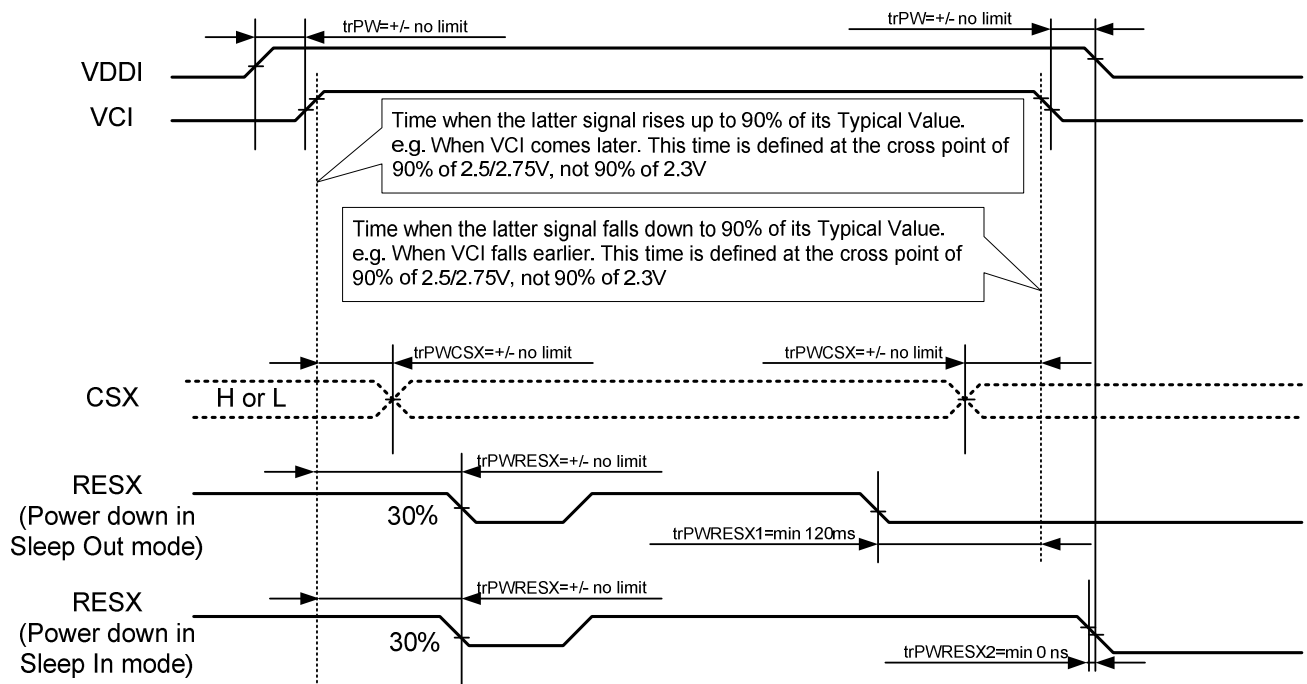 trPW=+/- no limit
trPW=+/- no limit
VDDI
VCI
Time when the latter signal rises up to 90% of its Typical Value.
e.g. When VCI comes later. This time is defined at the cross point of
90% of 2.5/2.75V, not 90% of 2.3V
Time when the latter signal falls down to 90% of its Typical Value.
e.g. When VCI falls earlier. This time is defined at the cross point of
90% of 2.5/2.75V, not 90% of 2.3V
trPWCSX=+/- no limit
trPWCSX=+/- no limit
CSX
H or L
trPWRESX=+/- no limit
RESX
(Power down in
Sleep Out mode)
30%
trPWRESX1=min 120ms
trPWRESX=+/- no limit
RESX
(Power down in
Sleep In mode)
30%
trPWRESX2=min 0 ns